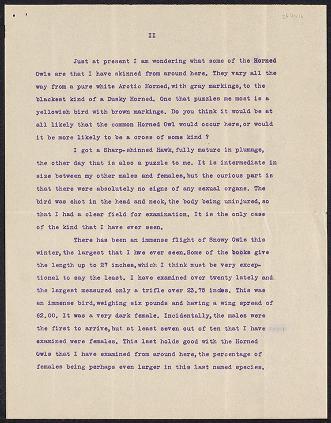 II
Just at present I am wondering what some of the Horned
Owls are that I have skinned from around here. They vary all the
way from a pure white Arctic Horned, with gray markings, to the
blackest kind of a Dusky Horned. One that puzzles me most is a
yellowish bird with brown markings. Do you think it would be at
all likely that the common Horned Owl would occur here, or would
it be more likely to be a cross of some kind ?
I got a Sharp-shinned Hawk, fully mature in plumage,
the other day that is also a puzzle to me. It is intermediate in
size between my other males and females, but the curious part is
that there were absolutely no signs of any sexual organs. The
bird was shot in the head and neck, the body being uninjured, so
that I had a clear field for examination. It is the only case
of the kind that I have ever seen.
There has been an immense flight of Snowy Owls this
winter, the largest that I have ever seen. Some of the books give
the length up to 27 inches, which I think must be very excep-
tional to say the least. I have examined over twenty lately and
the largest measured only a trifle over 23,75 inches. This was
an immense bird, weighing six pounds and having a wing spread of
62,00. It was a very dark female. Incidentally, the males were
the first to arrive, but at least seven out of ten that I have
examined were females. This last holds good with the Horned
Owls that I have examined from around here, the percentage of
females being perhaps even larger in this last named species.